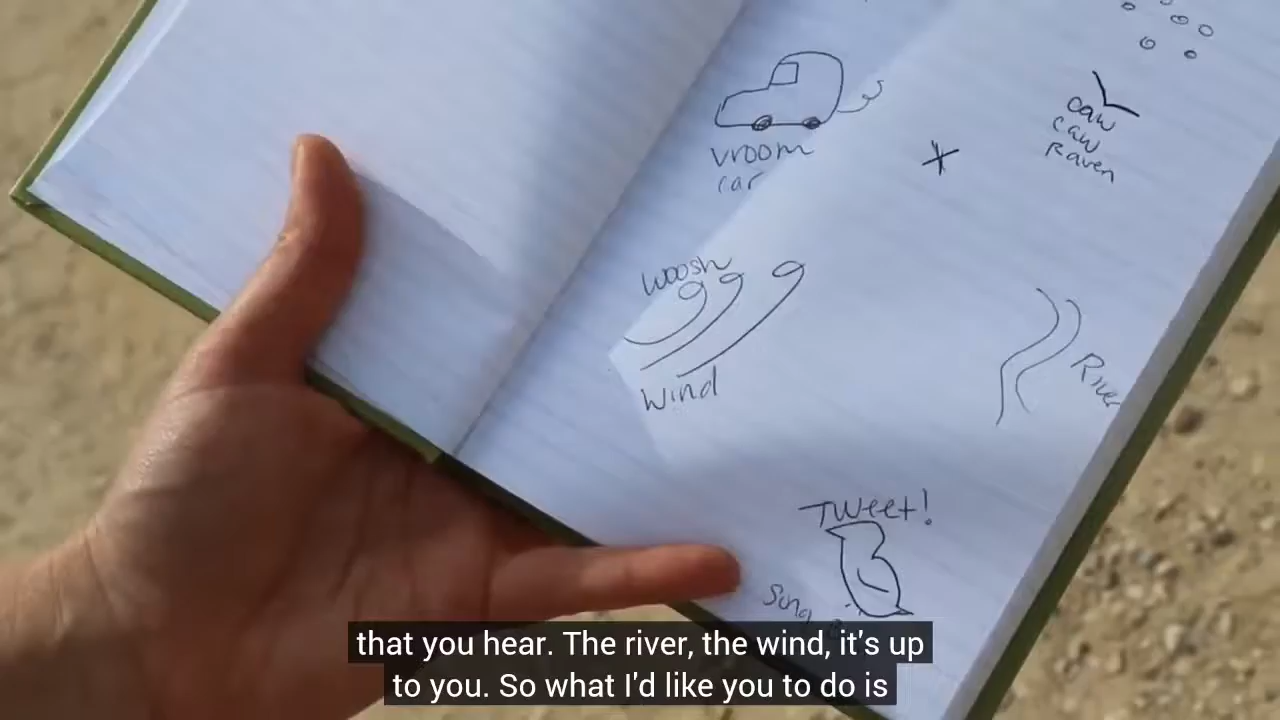 vroom
car
caw
caw
Raven
X
woosh
wind
River
Tweet!
that you hear. The river, the wind, it's up
to you. So what I'd like you to do is